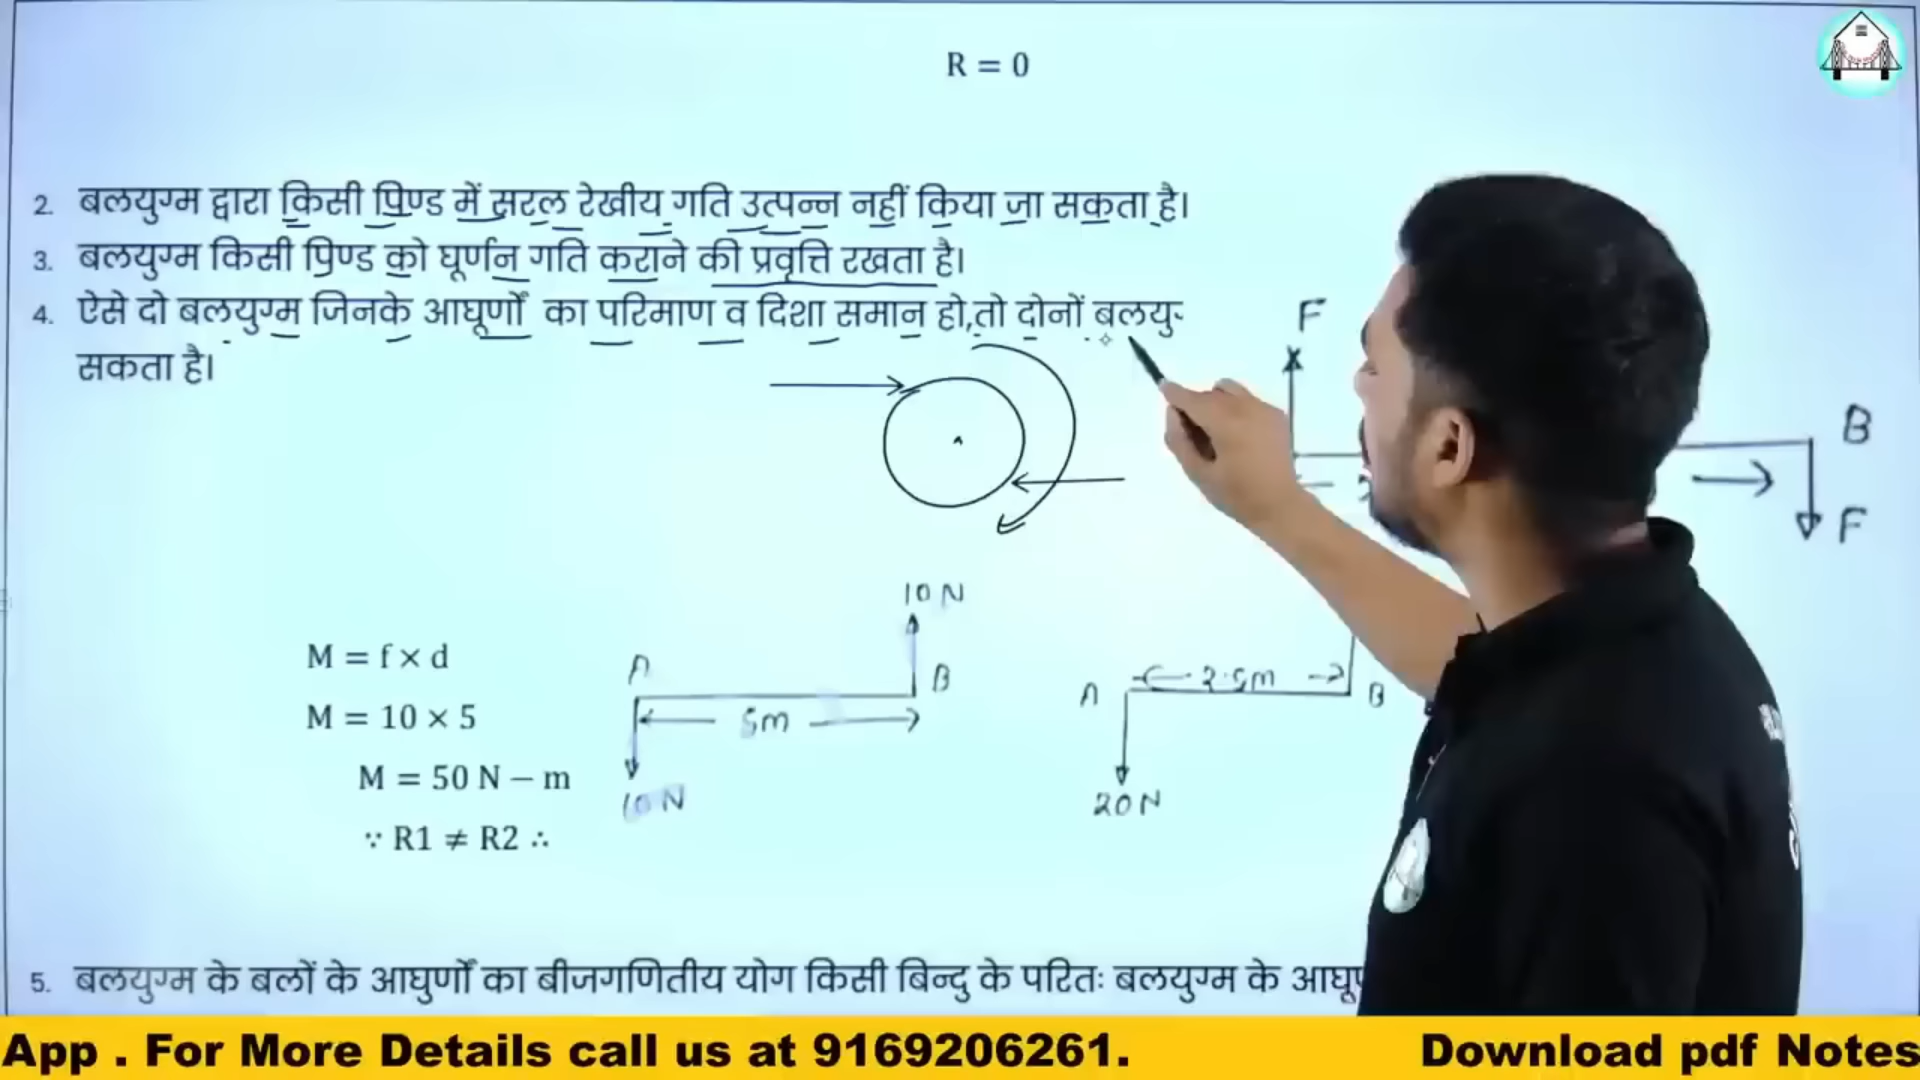 R = 0
2. बलयुग्म द्वारा किसी पिण्ड में सरल रेखीय गति उत्पन्न नहीं किया जा सकता है।
3. बलयुग्म किसी पिण्ड को घूर्णन गति कराने की प्रवृत्ति रखता है।
4. ऐसे दो बलयुग्म जिनके आघूर्णों का परिमाण व दिशा समान हो,तो दोनों
सकता है।
F
B
F
10 N
M = f × d
A
B
A
2.5m
B
M = 10 × 5
5m
M = 50 N − m
10 N
20 N
∵ R1 ≠ R2 ∴
5. बलयुग्म के बलों के आघुर्णों का बीजगणितीय योग किसी बिन्दु के परितः बलयुग्म के
App . For More Details call us at 9169206261. Download pdf Notes